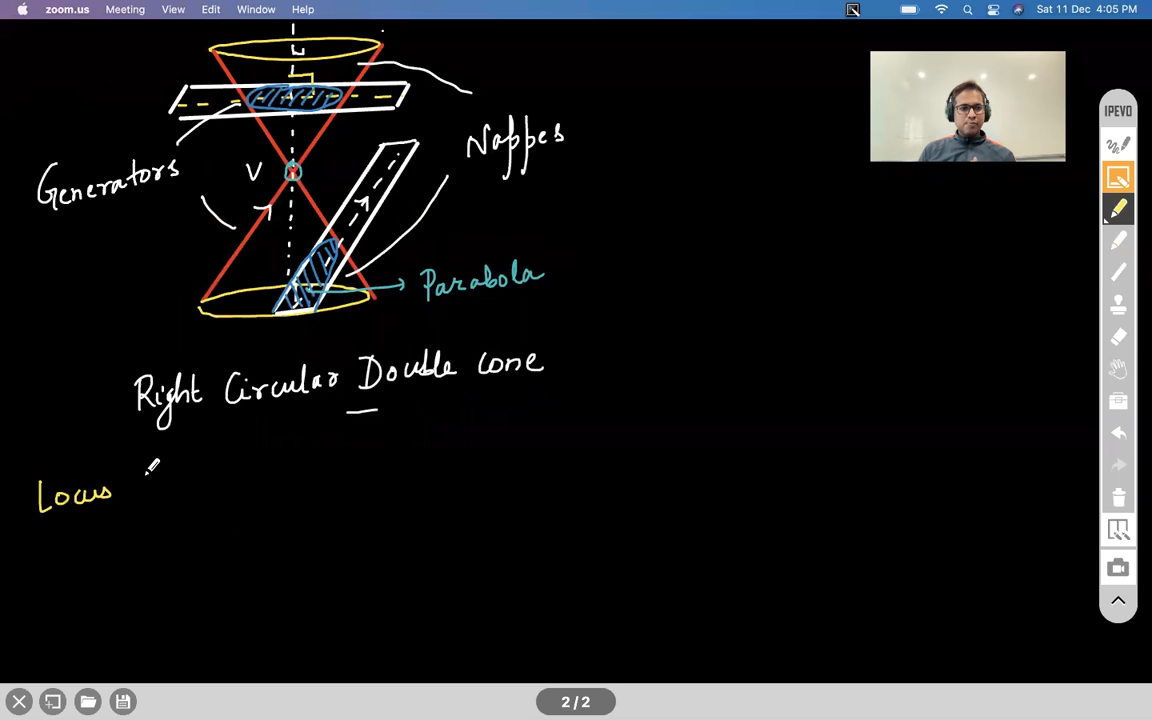 zoom.us Meeting View Edit Window Help Sat 11 Dec 4:05 PM
IPEVO
Nappes
Generators
V
Parabola
Right Circular Double cone
Locus
2/2